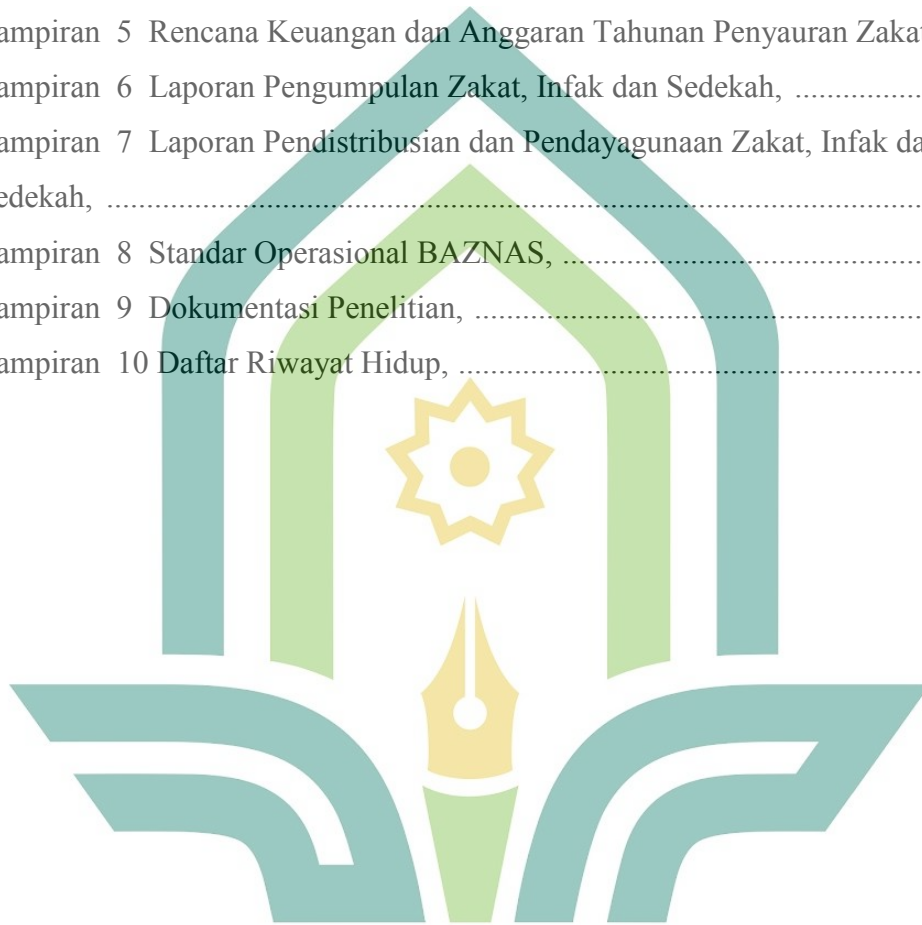 ampiran 5 Rencana Keuangan dan Anggaran Tahunan Penyauran Zakat
ampiran 6 Laporan Pengumpulan Zakat, Infak dan Sedekah, ................
ampiran 7 Laporan Pendistribusian dan Pendayagunaan Zakat, Infak da
edekah, ........................................................................................................
ampiran 8 Standar Operasional BAZNAS, ..............................................
ampiran 9 Dokumentasi Penelitian, ..........................................................
ampiran 10 Daftar Riwayat Hidup, ............................................................